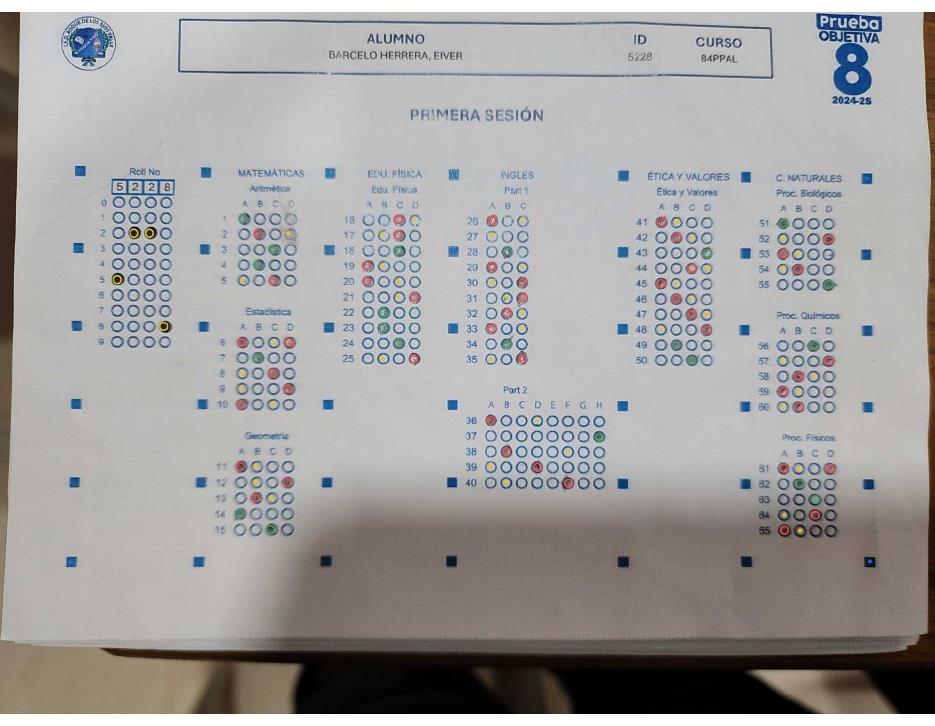 Prueba
OBJETIVA
8
2024-2S
ALUMNO
BARCELO HERRERA, EIVER
ID
5228
CURSO
84PPAL
PRIMERA SESIÓN
Roll No
5 2 2 8
0
1
2
3
4
5
6
7
8
9
MATEMÁTICAS
Aritmética
A B C D
1
2
3
4
5
Estadística
A B C D
6
7
8
9
10
Geometría
A B C D
11
12
13
14
15
EDU. FÍSICA
Edu. Física
A B C D
16
17
18
19
20
21
22
23
24
25
INGLES
Part 1
A B C
26
27
28
29
30
31
32
33
34
35
Part 2
A B C D E F G H
36
37
38
39
40
ÉTICA Y VALORES
Ética y Valores
A B C D
41
42
43
44
45
46
47
48
49
50
C. NATURALES
Proc. Biológicos
A B C D
51
52
53
54
55
Proc. Químicos
A B C D
56
57
58
59
60
Proc. Físicos
A B C D
61
62
63
64
65